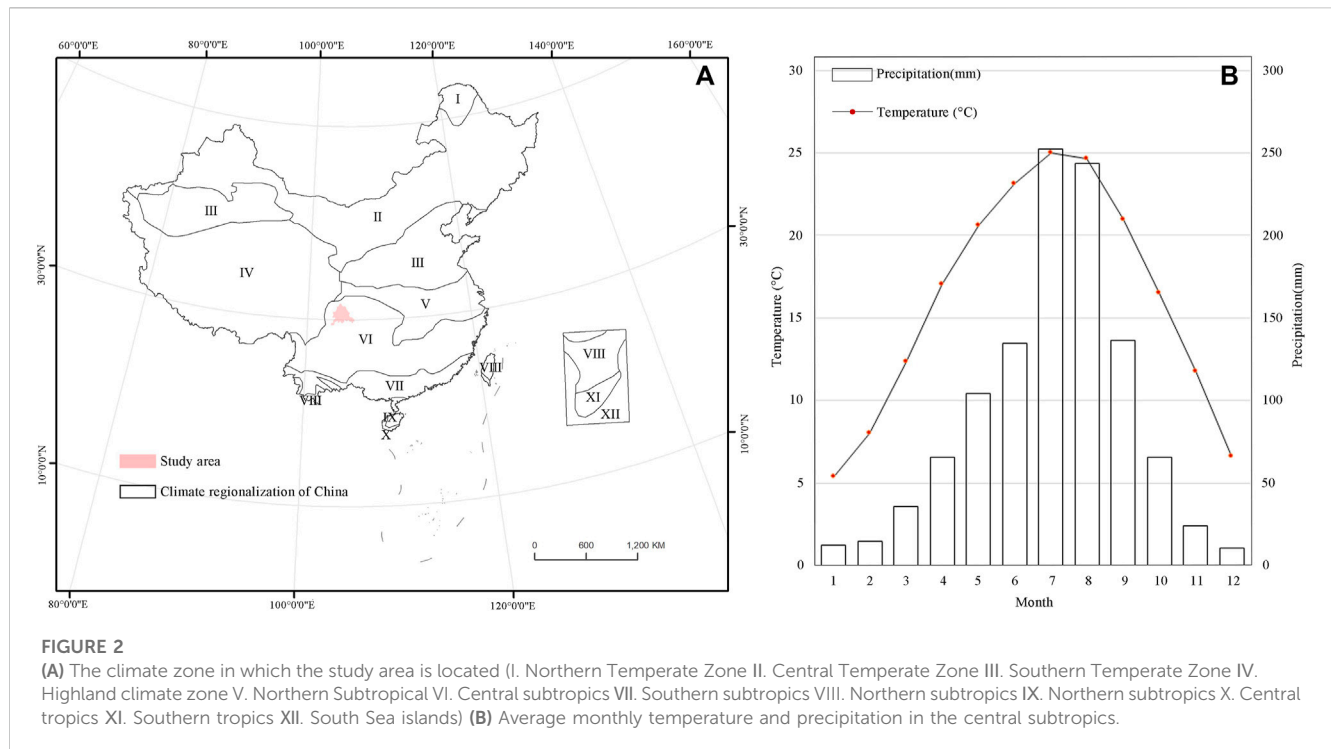 60°0'0"E 80°0'0"E 100°0'0"E 120°0'0"E 140°0'0"E 160°0'0"E
A
I
II
III
III
IV
V
VI
VII
VIII
VIII
IX
X
VIII
XI
XII
30°0'0"N
10°0'0"N
30°0'0"N
10°0'0"N
Study area
Climate regionalization of China
0 600 1,200 KM
80°0'0"E 100°0'0"E 120°0'0"E
B
Precipitation(mm)
Temperature (°C)
30
25
20
15
10
5
0
Temperature (°C)
300
250
200
150
100
50
0
Precipitation(mm)
1 2 3 4 5 6 7 8 9 10 11 12
Month
FIGURE 2
(A) The climate zone in which the study area is located (I. Northern Temperate Zone II. Central Temperate Zone III. Southern Temperate Zone IV.
Highland climate zone V. Northern Subtropical VI. Central subtropics VII. Southern subtropics VIII. Northern subtropics IX. Northern subtropics X. Central
tropics XI. Southern tropics XII. South Sea islands) (B) Average monthly temperature and precipitation in the central subtropics.